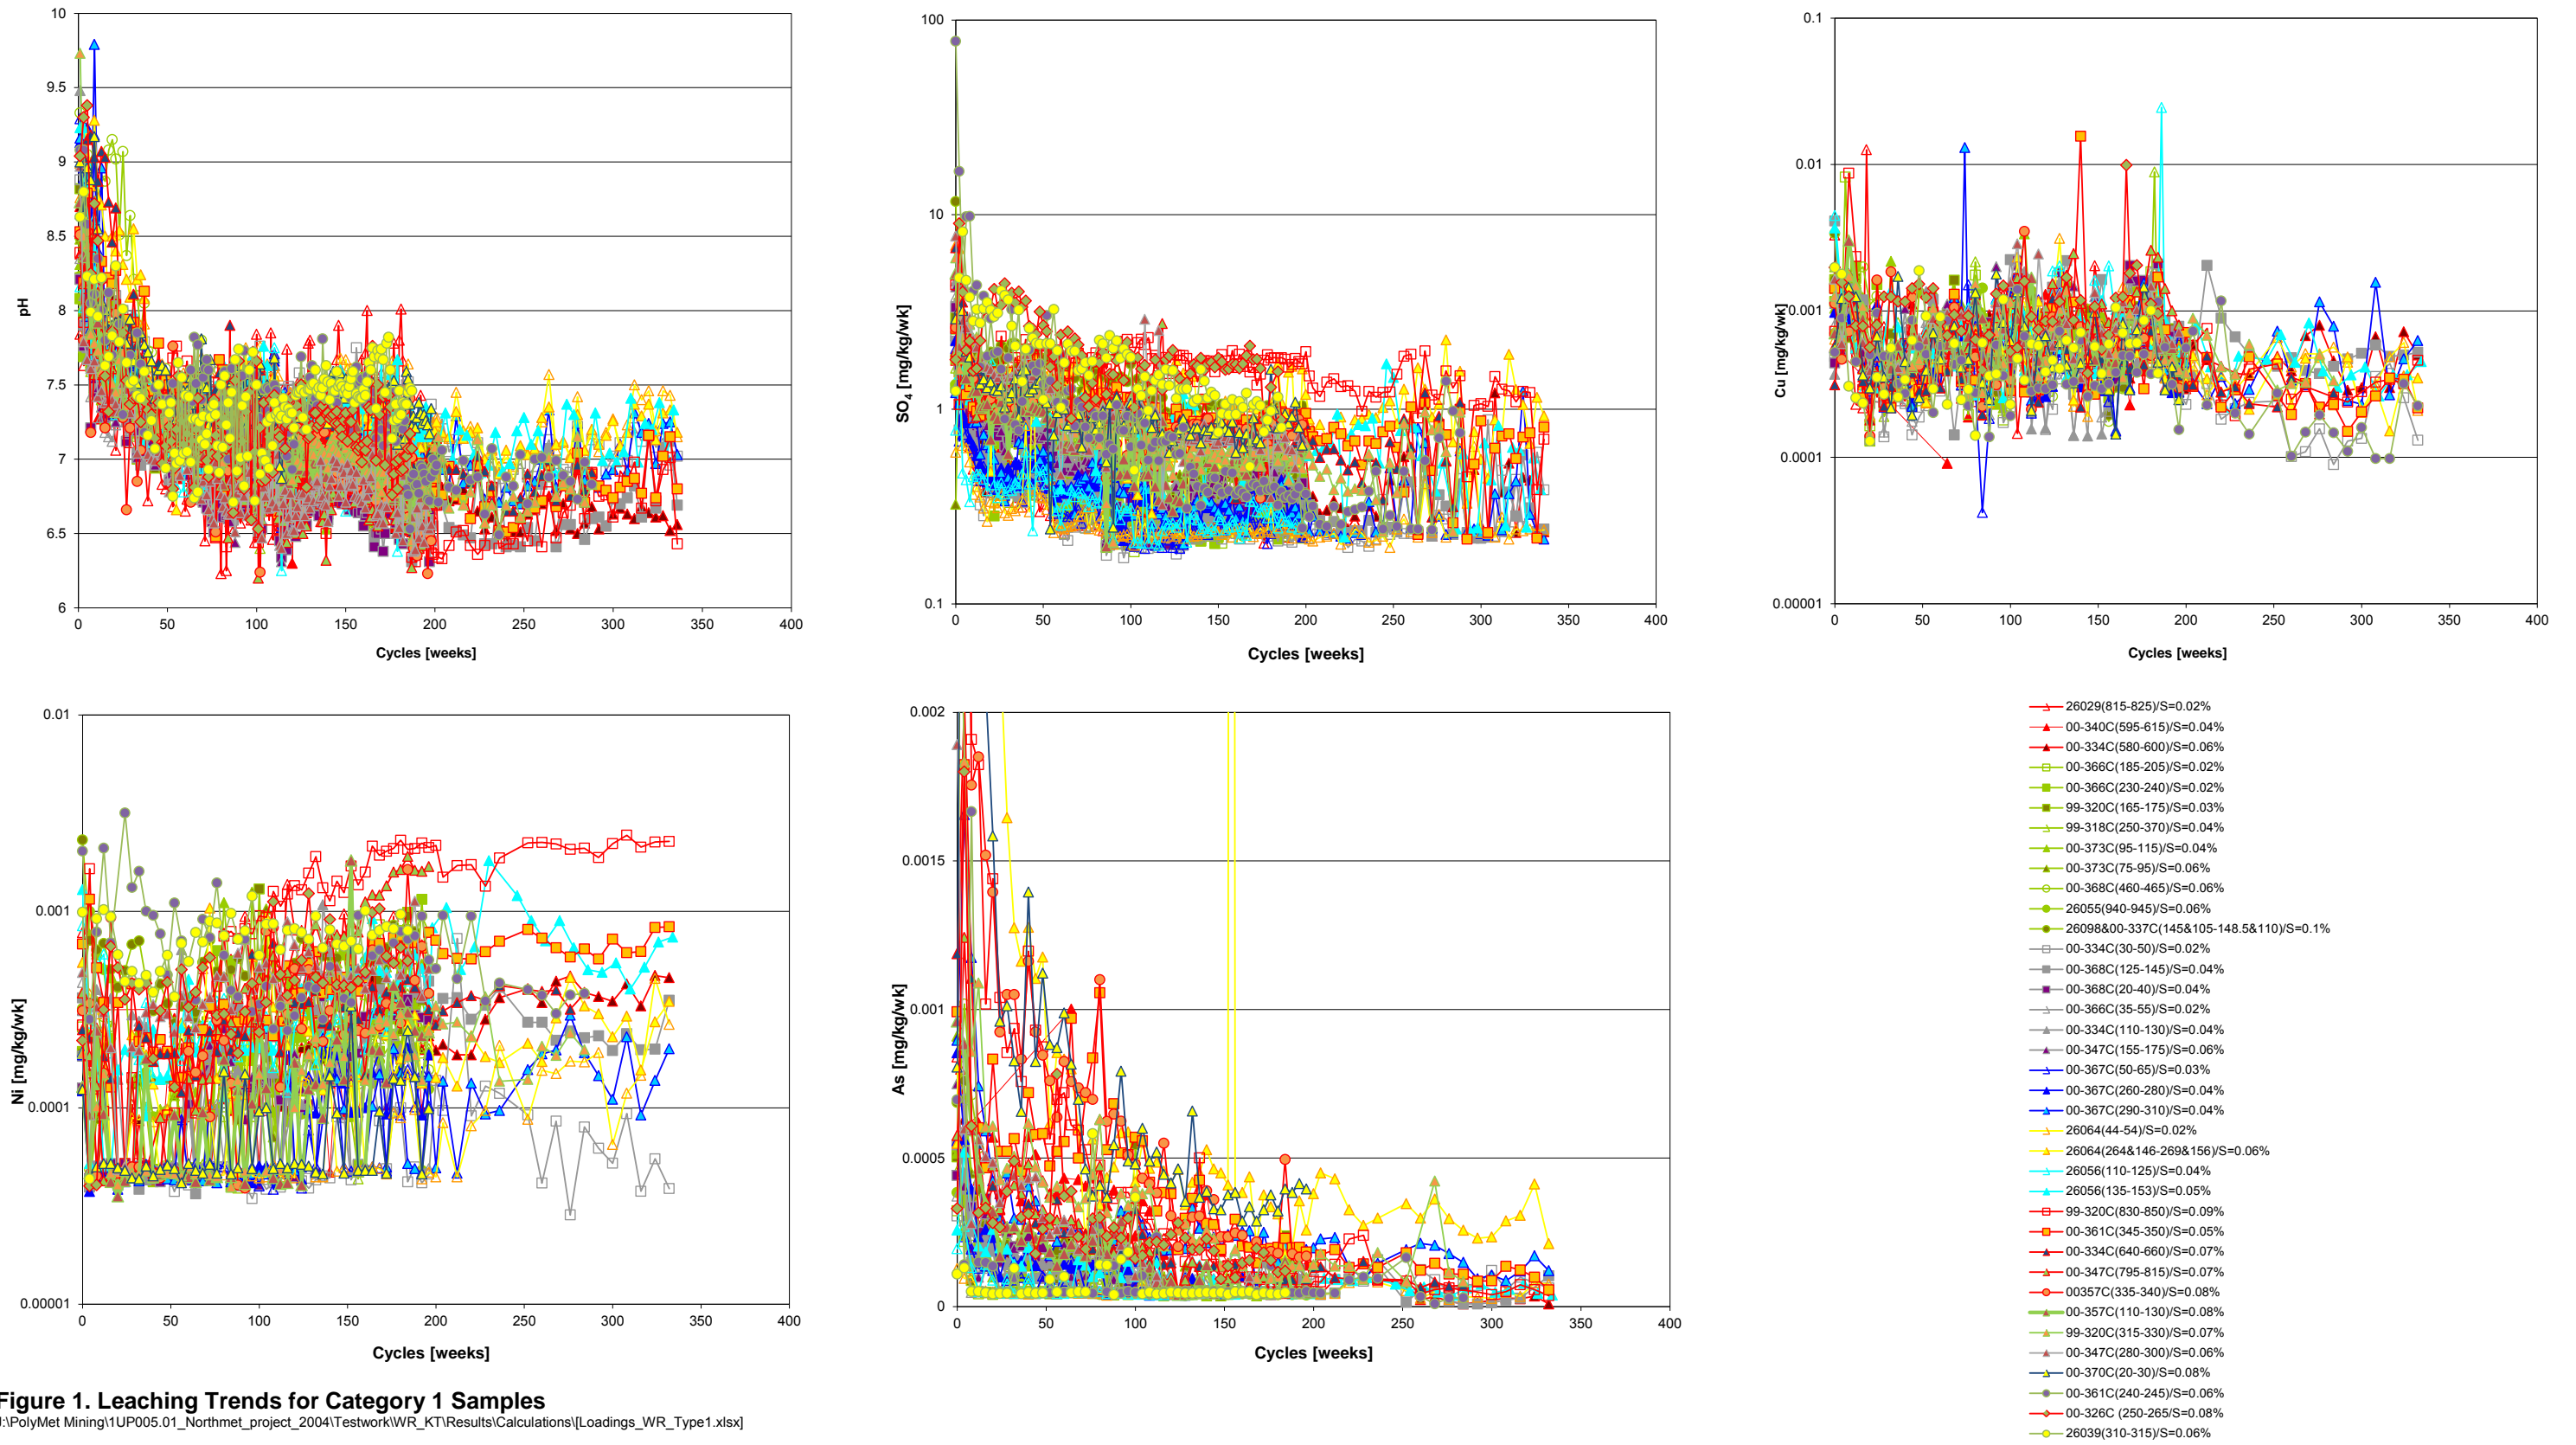 10
9.5
9
8.5
8
7.5
7
6.5
6
pH
0
50
100
150
200
250
300
350
400
Cycles [weeks]
100
10
1
0.1
SO4 [mg/kg/wk]
0
50
100
150
200
250
300
350
400
Cycles [weeks]
0.1
0.01
0.001
0.0001
0.00001
Cu [mg/kg/wk]
0
50
100
150
200
250
300
350
400
Cycles [weeks]
0.01
0.001
0.0001
0.00001
Ni [mg/kg/wk]
0
50
100
150
200
250
300
350
400
Cycles [weeks]
0.002
0.0015
0.001
0.0005
0
As [mg/kg/wk]
0
50
100
150
200
250
300
350
400
Cycles [weeks]
26029(815-825)/S=0.02%
00-340C(595-615)/S=0.04%
00-334C(580-600)/S=0.06%
00-366C(185-205)/S=0.02%
00-366C(230-240)/S=0.02%
99-320C(165-175)/S=0.03%
99-318C(250-370)/S=0.04%
00-373C(95-115)/S=0.04%
00-373C(75-95)/S=0.06%
00-368C(460-465)/S=0.06%
26055(940-945)/S=0.06%
26098&00-337C(145&105-148.5&110)/S=0.1%
00-334C(30-50)/S=0.02%
00-368C(125-145)/S=0.04%
00-368C(20-40)/S=0.04%
00-366C(35-55)/S=0.02%
00-334C(110-130)/S=0.04%
00-347C(155-175)/S=0.06%
00-367C(50-65)/S=0.03%
00-367C(260-280)/S=0.04%
00-367C(290-310)/S=0.04%
26064(44-54)/S=0.02%
26064(264&146-269&156)/S=0.06%
26056(110-125)/S=0.04%
26056(135-153)/S=0.05%
99-320C(830-850)/S=0.09%
00-361C(345-350)/S=0.05%
00-334C(640-660)/S=0.07%
00-347C(795-815)/S=0.07%
00357C(335-340)/S=0.08%
00-357C(110-130)/S=0.08%
99-320C(315-330)/S=0.07%
00-347C(280-300)/S=0.06%
00-370C(20-30)/S=0.08%
00-361C(240-245)/S=0.06%
00-326C (250-265/S=0.08%
26039(310-315)/S=0.06%
Figure 1. Leaching Trends for Category 1 Samples
J:\PolyMet Mining\1UP005.01_Northmet_project_2004\Testwork\WR_KT\Results\Calculations\[Loadings_WR_Type1.xlsx]